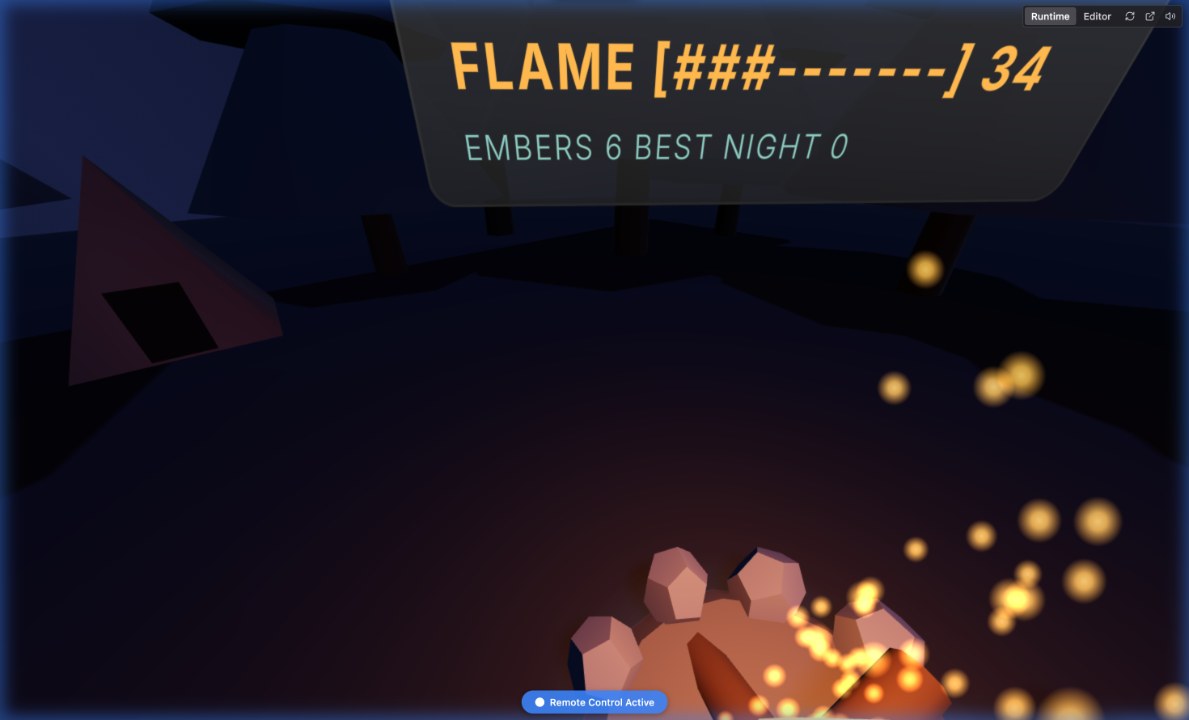 Runtime Editor
FLAME [###-------] 34
EMBERS 6 BEST NIGHT 0
Remote Control Active